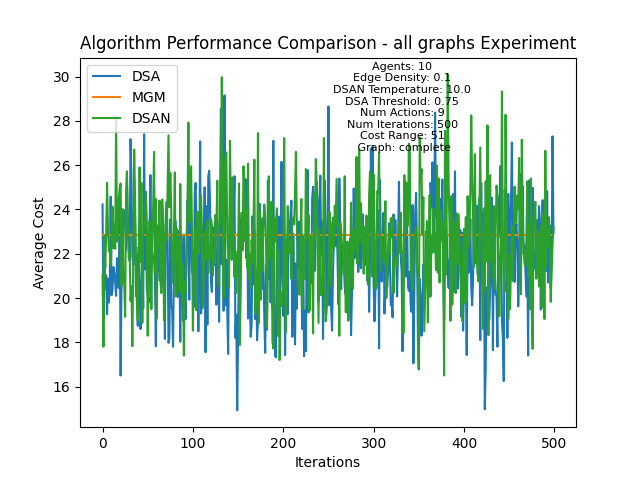 Algorithm Performance Comparison - all graphs Experiment
DSA
MGM
DSAN
Agents: 10
Edge Density: 0.1
DSAN Temperature: 10.0
DSA Threshold: 0.75
Num Actions: 9
Num Iterations: 500
Cost Range: 51
Graph: complete
Average Cost
30
28
26
24
22
20
18
16
0
100
200
300
400
500
Iterations